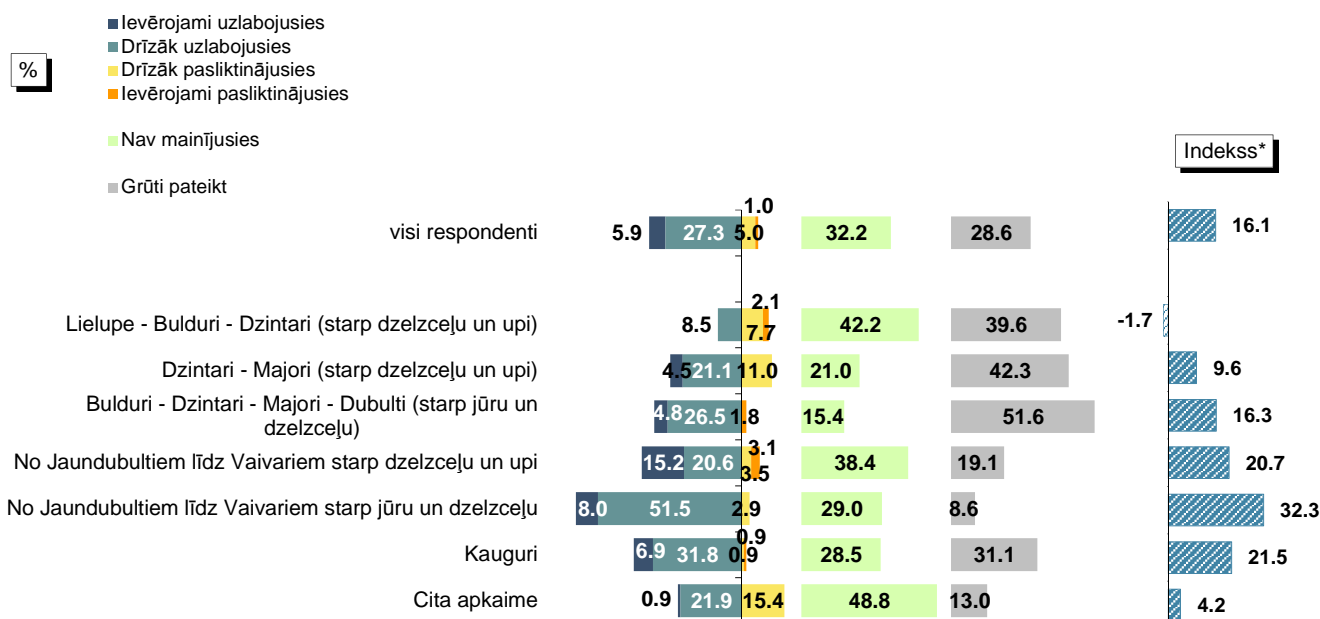 Ievērojami uzlabojusies
Drīzāk uzlabojusies
%
Drīzāk pasliktinājusies
Ievērojami pasliktinājusies
Nav mainījusies
Indekss*
Grūti pateikt
1.0
visi respondenti 5.9 27.3 5.0 32.2 28.6 16.1
2.1
Lielupe - Bulduri - Dzintari (starp dzelzceļu un upi) 8.5 7.7 42.2 39.6 -1.7
Dzintari - Majori (starp dzelzceļu un upi) 4.5 21.1 11.0 21.0 42.3 9.6
Bulduri - Dzintari - Majori - Dubulti (starp jūru un
dzelzceļu) 4.8 26.5 1.8 15.4 51.6 16.3
3.1
No Jaundubultiem līdz Vaivariem starp dzelzceļu un upi 15.2 20.6 3.5 38.4 19.1 20.7
No Jaundubultiem līdz Vaivariem starp jūru un dzelzceļu 8.0 51.5 2.9 29.0 8.6 32.3
0.9
Kauguri 6.9 31.8 0.9 28.5 31.1 21.5
Cita apkaime 0.9 21.9 15.4 48.8 13.0 4.2